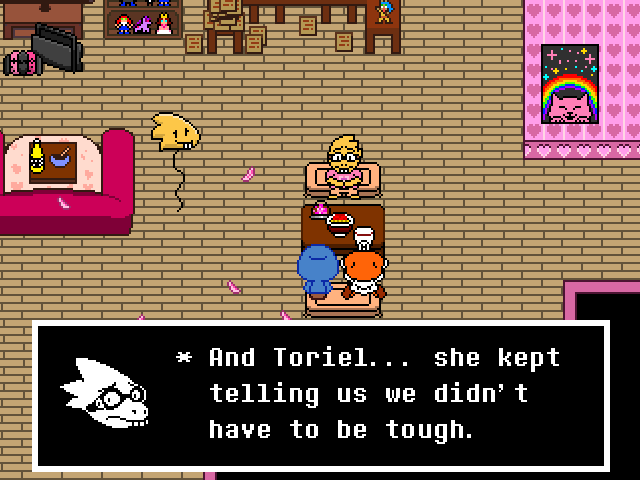 * And Toriel... she kept
telling us we didn't
have to be tough.